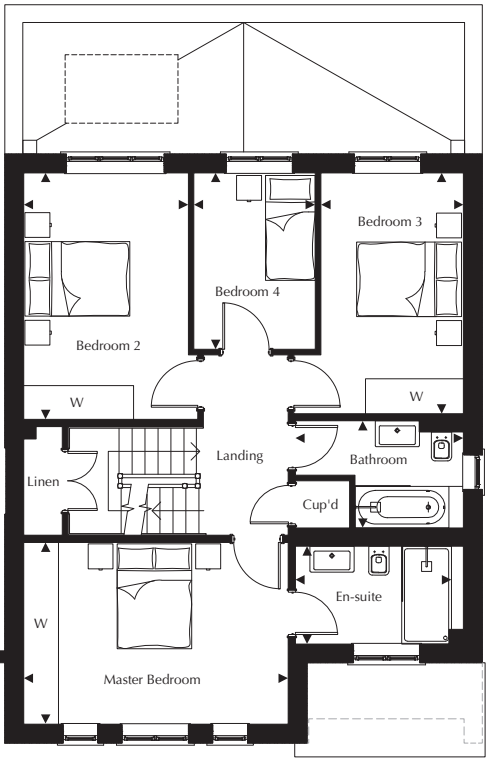 Bedroom 3
Bedroom 4
Bedroom 2
W
W
Landing
Bathroom
Linen
Cup'd
En-suite
W
Master Bedroom